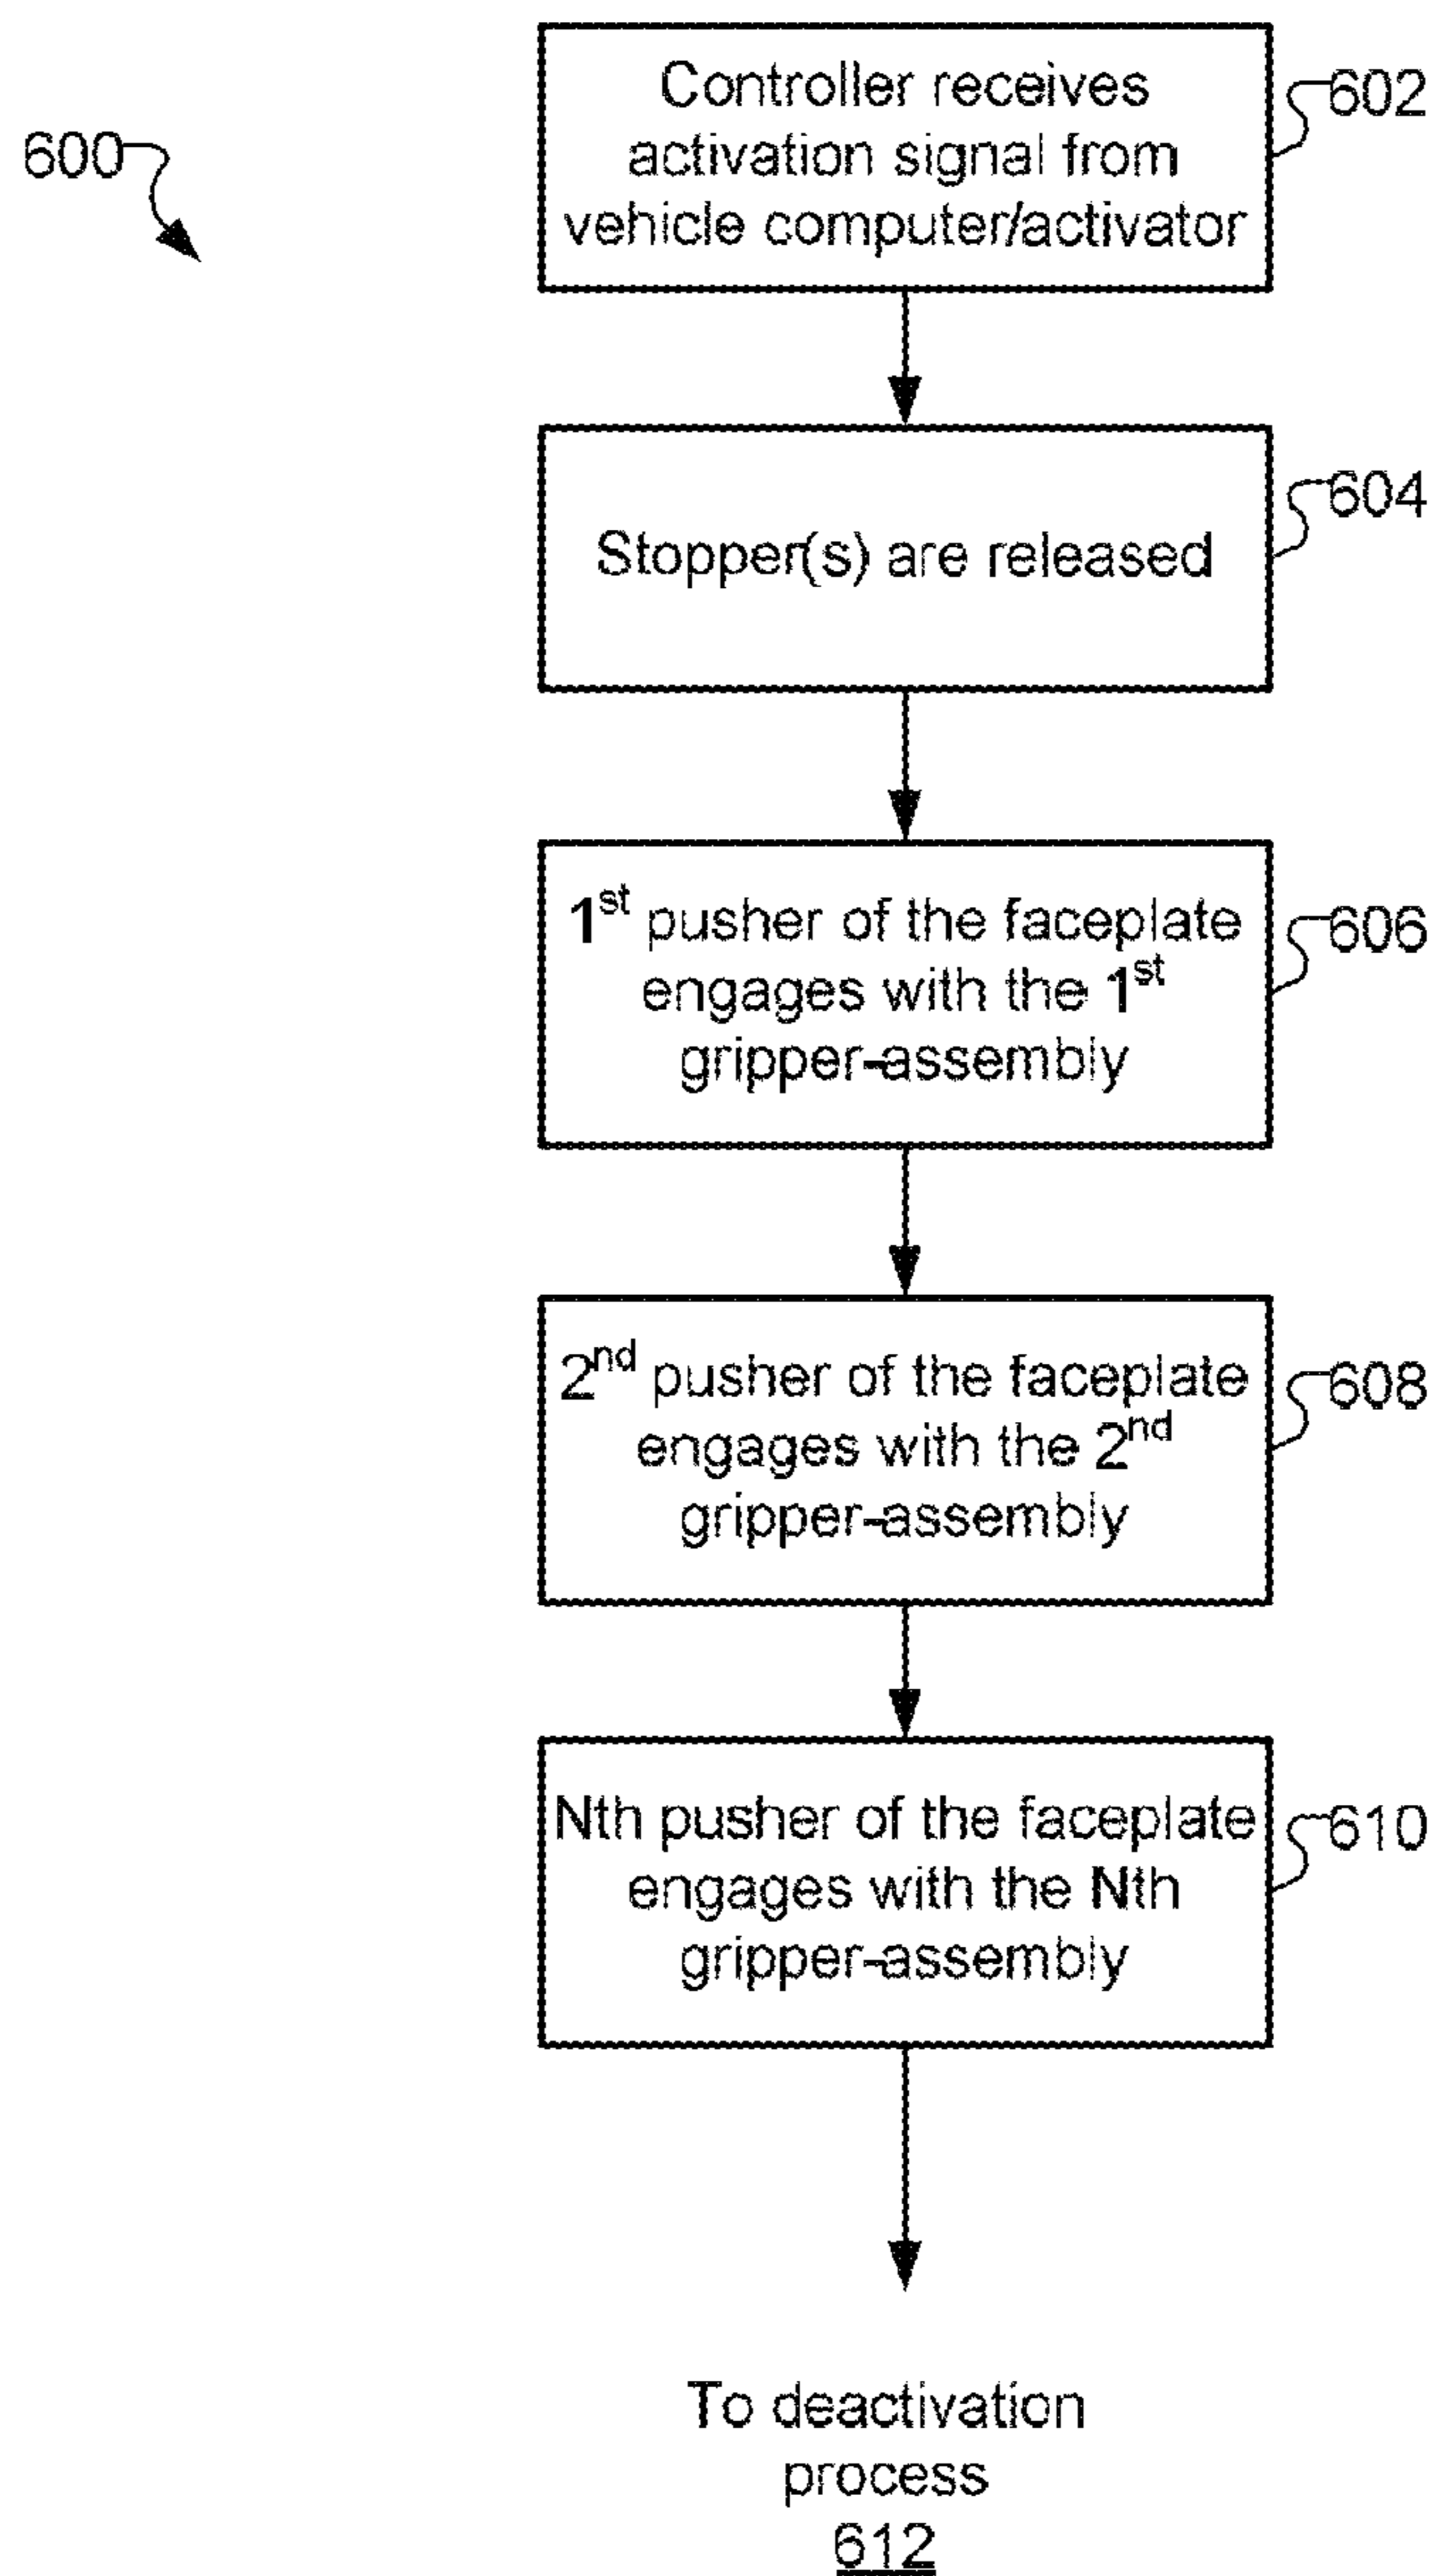 600
Controller receives
activation signal from
vehicle computer/activator
602
Stopper(s) are released
604
1st pusher of the faceplate
engages with the 1st
gripper-assembly
606
2nd pusher of the faceplate
engages with the 2nd
gripper-assembly
608
Nth pusher of the faceplate
engages with the Nth
gripper-assembly
610
To deactivation
process
612